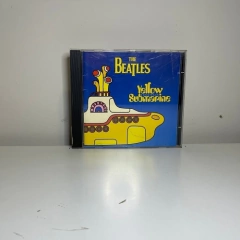 THE
BEATLES
Yellow
Submarine